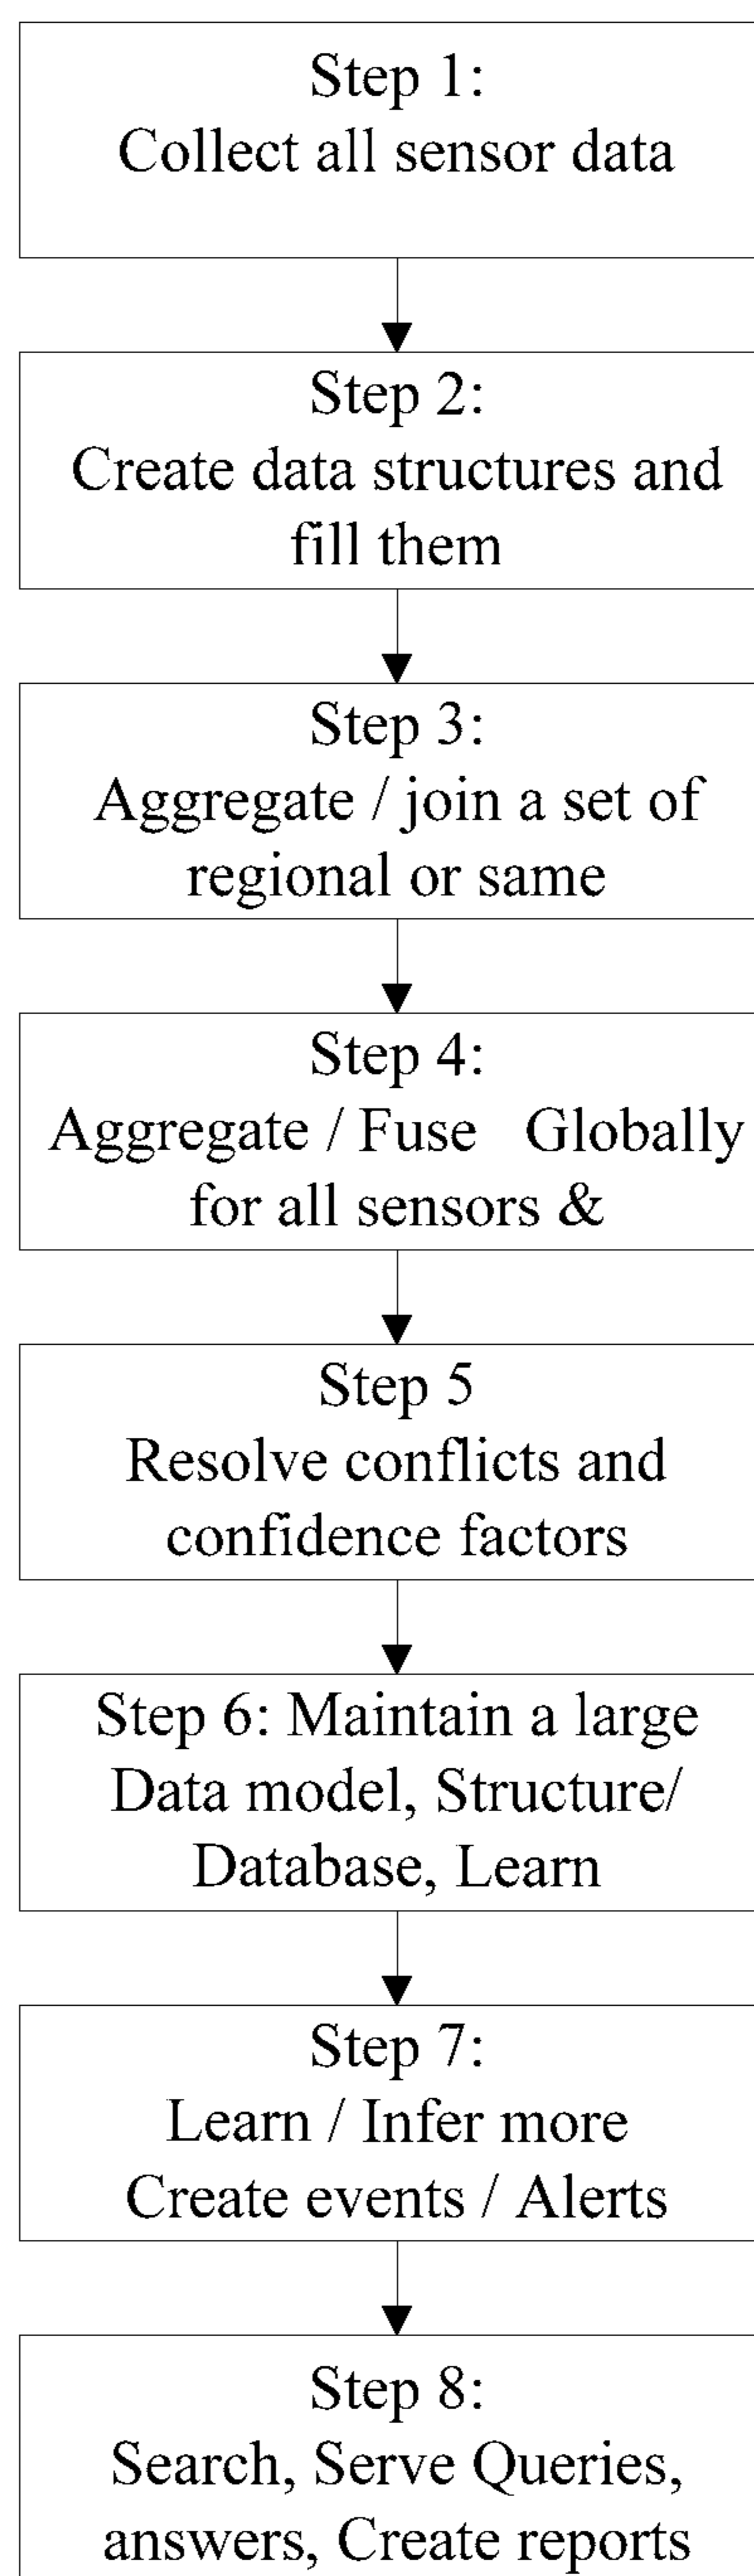 Step 1:
Collect all sensor data
Step 2:
Create data structures and
fill them
Step 3:
Aggregate / join a set of
regional or same
Step 4:
Aggregate / Fuse Globally
for all sensors &
Step 5
Resolve conflicts and
confidence factors
Step 6: Maintain a large
Data model, Structure/
Database, Learn
Step 7:
Learn / Infer more
Create events / Alerts
Step 8:
Search, Serve Queries,
answers, Create reports